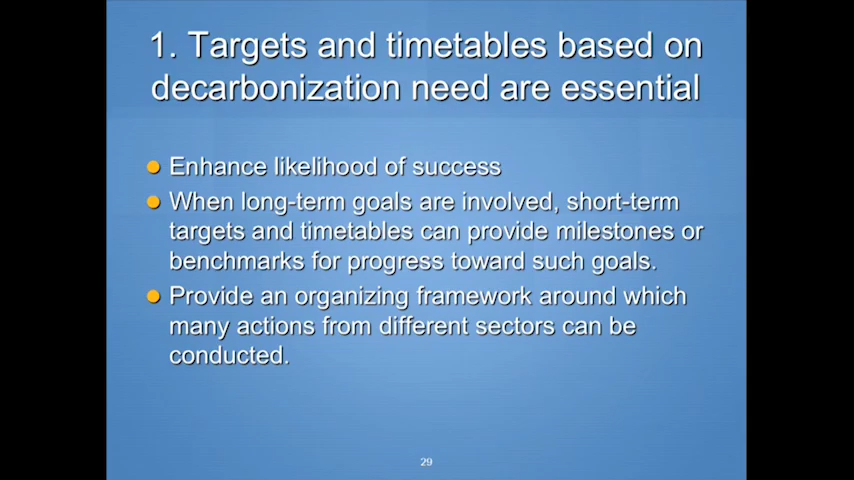 1. Targets and timetables based on
decarbonization need are essential
Enhance likelihood of success
When long-term goals are involved, short-term
targets and timetables can provide milestones or
benchmarks for progress toward such goals.
Provide an organizing framework around which
many actions from different sectors can be
conducted.
29